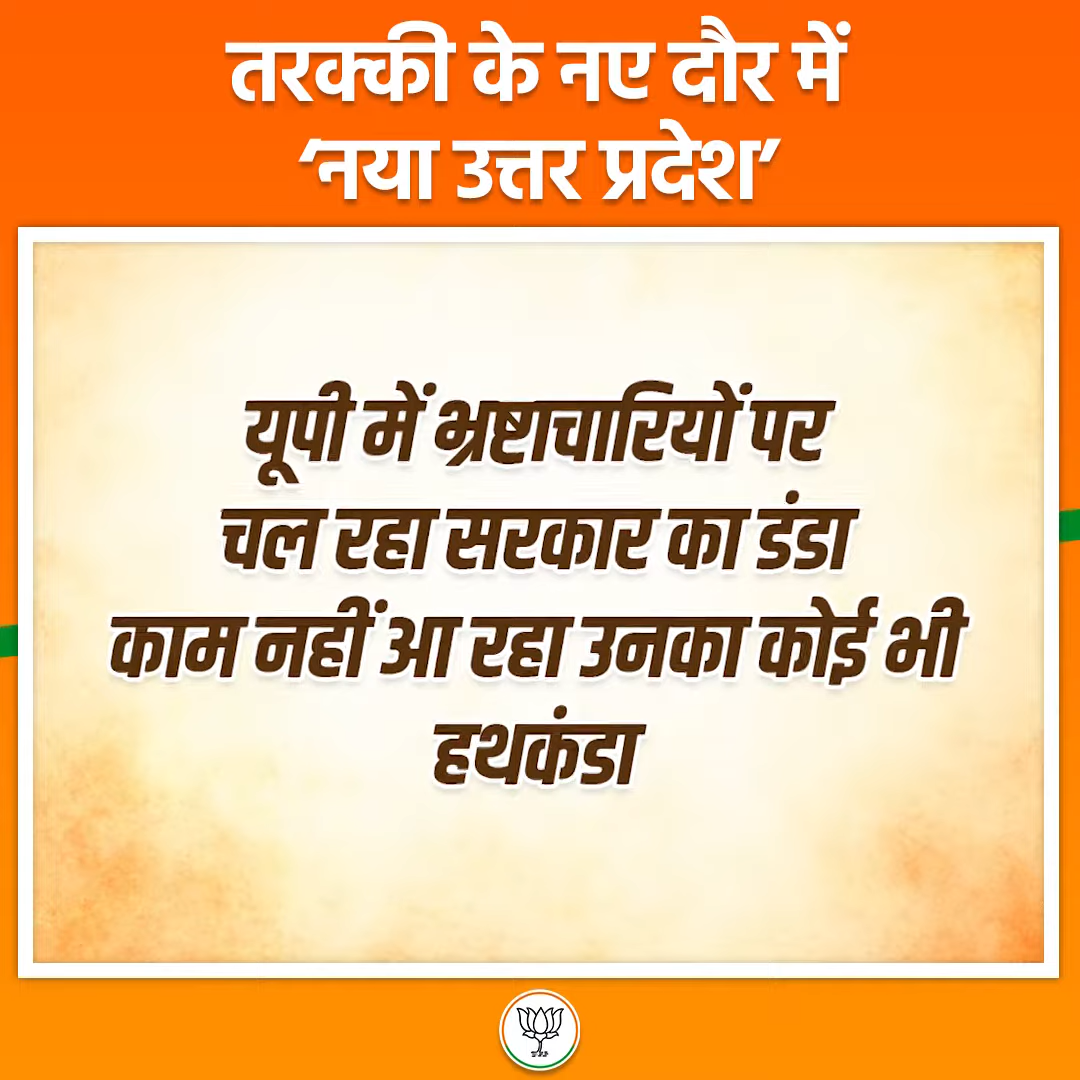 तरक्की के नए दौर में
‘नया उत्तर प्रदेश’
यूपी में भ्रष्टाचारियों पर
चल रहा सरकार का डंडा
काम नहीं आ रहा उनका कोई भी
हथकंडा